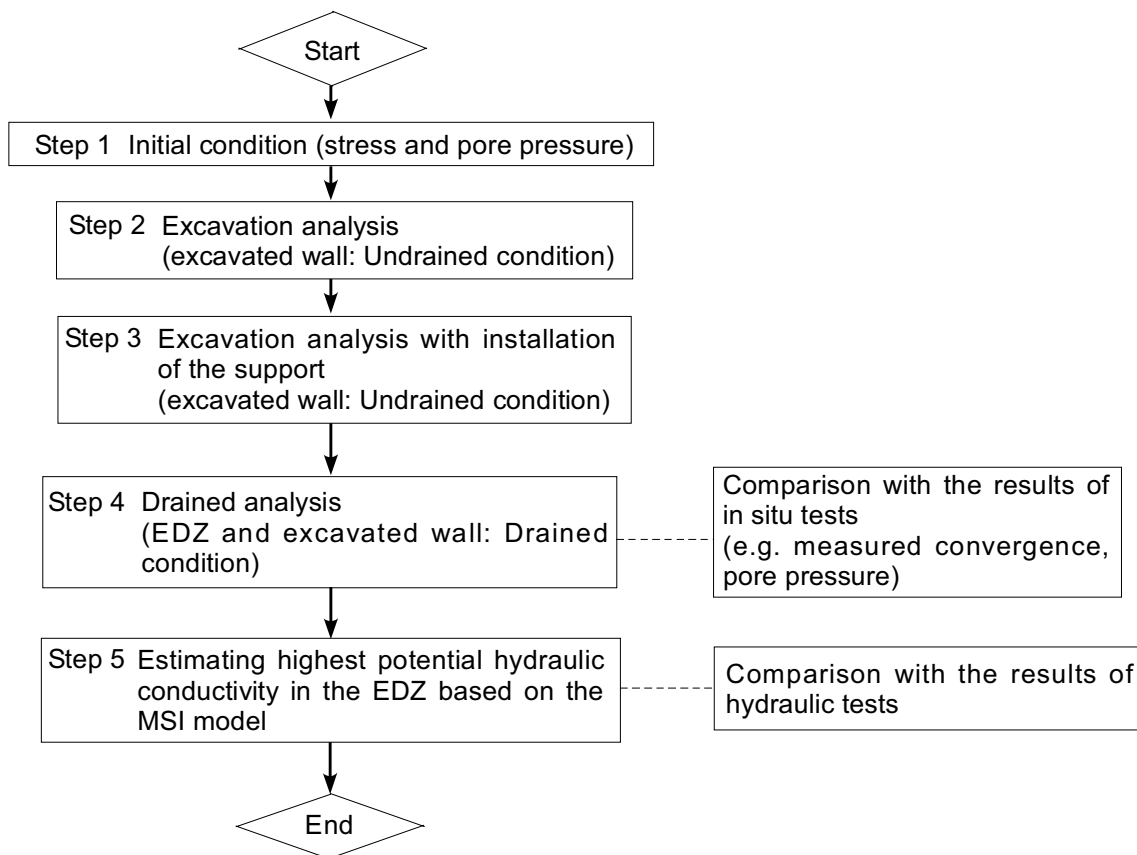 Start
Step 1 Initial condition (stress and pore pressure)
Step 2 Excavation analysis
(excavated wall: Undrained condition)
Step 3 Excavation analysis with installation
of the support
(excavated wall: Undrained condition)
Step 4 Drained analysis
(EDZ and excavated wall: Drained
condition)
Comparison with the results of
in situ tests
(e.g. measured convergence,
pore pressure)
Step 5 Estimating highest potential hydraulic
conductivity in the EDZ based on the
MSI model
Comparison with the results of
hydraulic tests
End